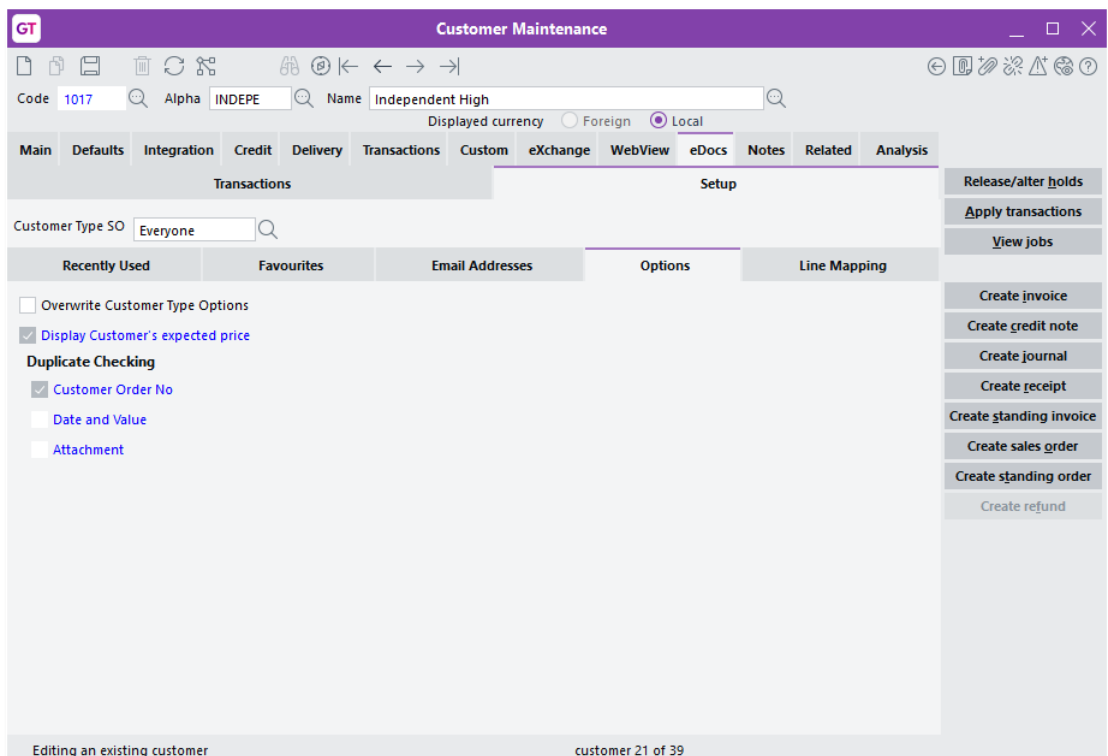 GT Customer Maintenance
Code 1017 Alpha INDEPE Name Independent High
Displayed currency Foreign Local
Main Defaults Integration Credit Delivery Transactions Custom eXchange WebView eDocs Notes Related Analysis
Transactions Setup
Customer Type SO Everyone
Recently Used Favourites Email Addresses Options Line Mapping
Overwrite Customer Type Options
Display Customer's expected price
Duplicate Checking
Customer Order No
Date and Value
Attachment
Release/alter holds
Apply transactions
View jobs
Create invoice
Create credit note
Create journal
Create receipt
Create standing invoice
Create sales order
Create standing order
Create refund
Editing an existing customer customer 21 of 39